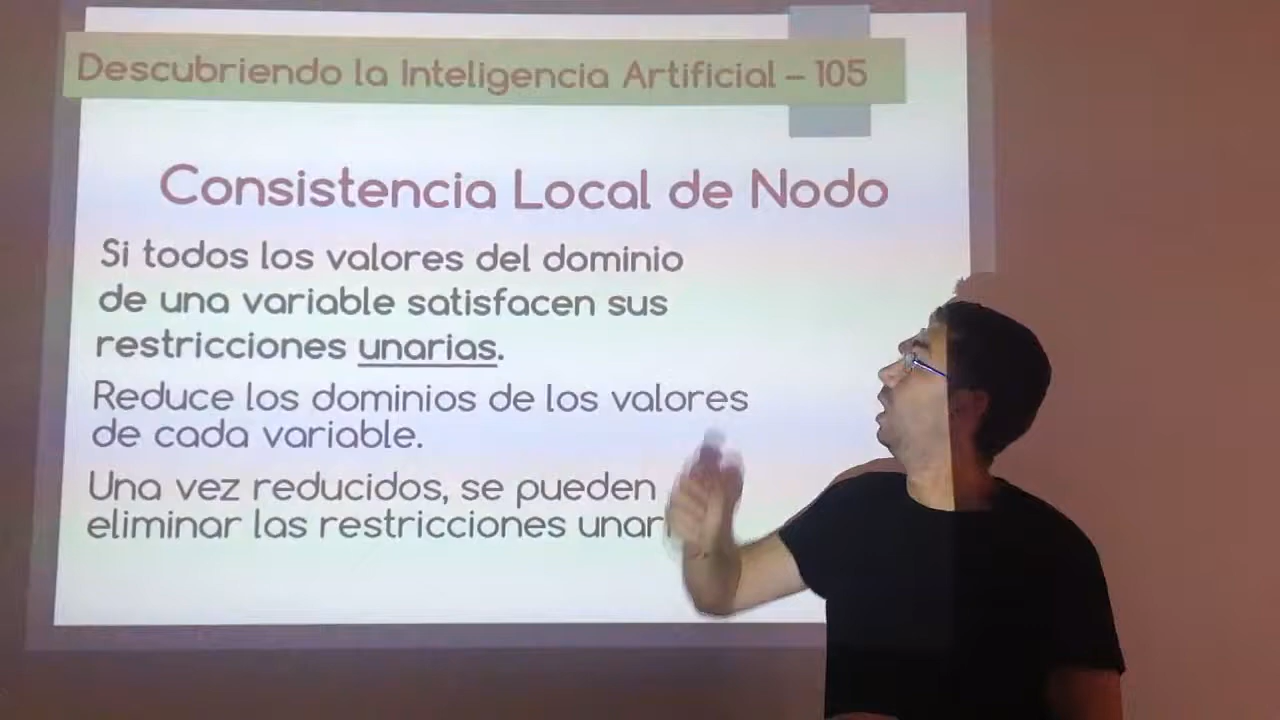 Descubriendo la Inteligencia Artificial – 105
Consistencia Local de Nodo
Si todos los valores del dominio
de una variable satisfacen sus
restricciones unarias.
Reduce los dominios de los valores
de cada variable.
Una vez reducidos, se pueden
eliminar las restricciones